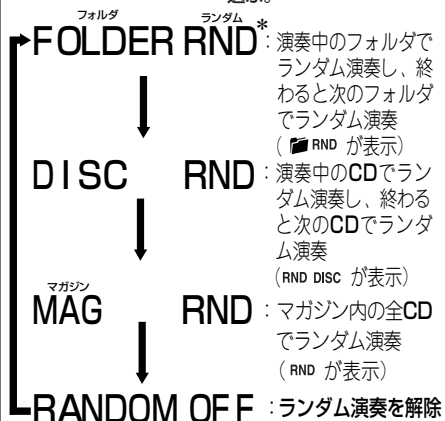 選ぶ。
フォルダ ランダム
FOLDER RND*：演奏中のフォルダで
ランダム演奏し、終
わると次のフォルダ
でランダム演奏
（ RND が表示）
DISC RND：演奏中のCDでラン
ダム演奏し、終わる
と次のCDでランダ
ム演奏
（RND DISC が表示）
マガジン
MAG RND：マガジン内の全CD
でランダム演奏
（RND が表示）
RANDOM OFF：ランダム演奏を解除